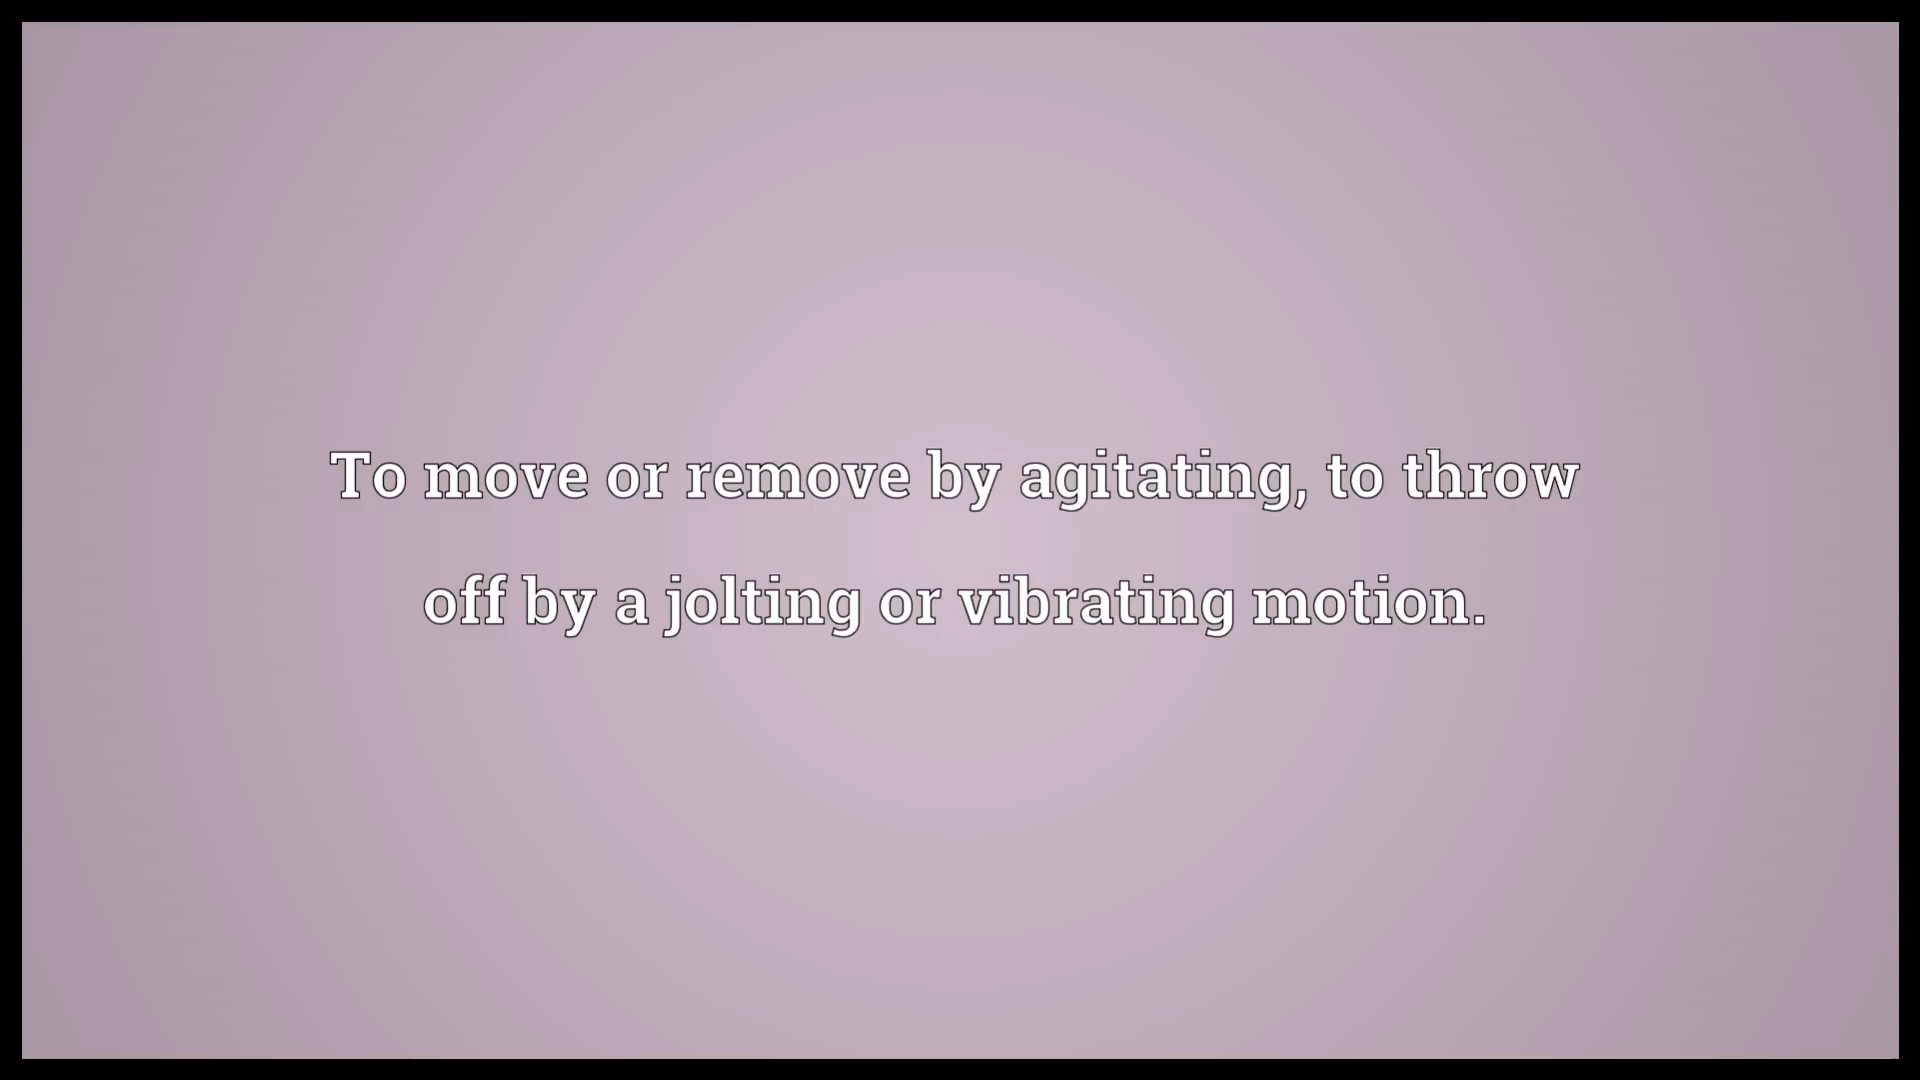 To move or remove by agitating, to throw
off by a jolting or vibrating motion.